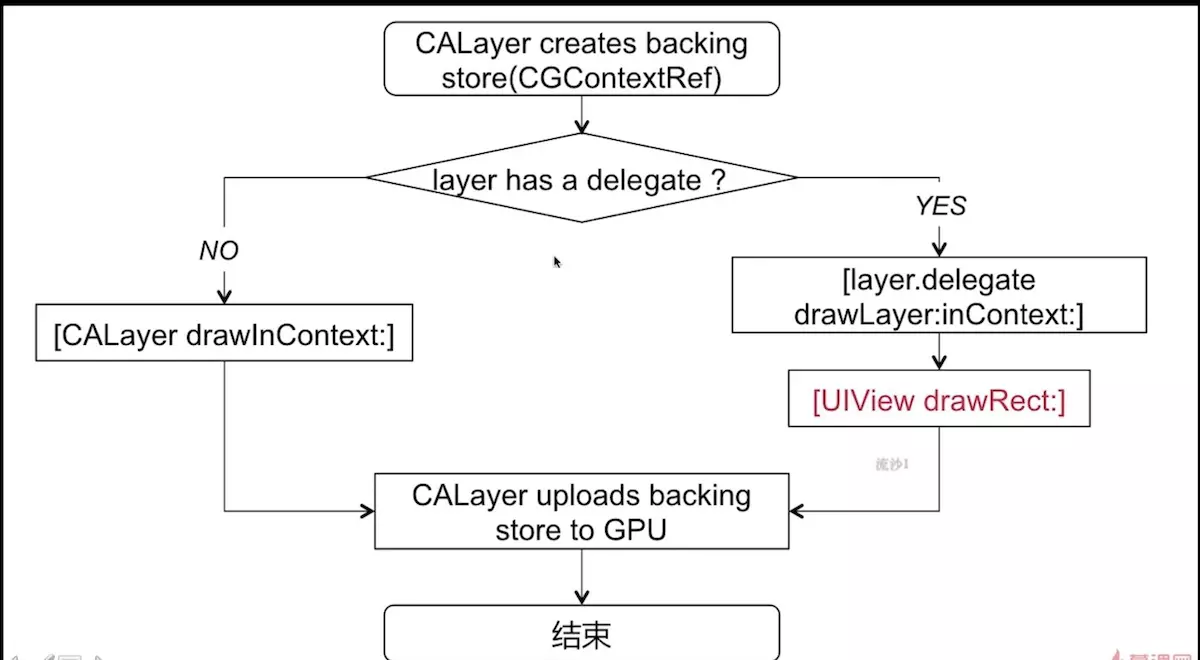 CALayer creates backing
store(CGContextRef)
layer has a delegate ?
YES
NO
[layer.delegate
drawLayer:inContext:]
[CALayer drawInContext:]
[UIView drawRect:]
流沙1
CALayer uploads backing
store to GPU
结束